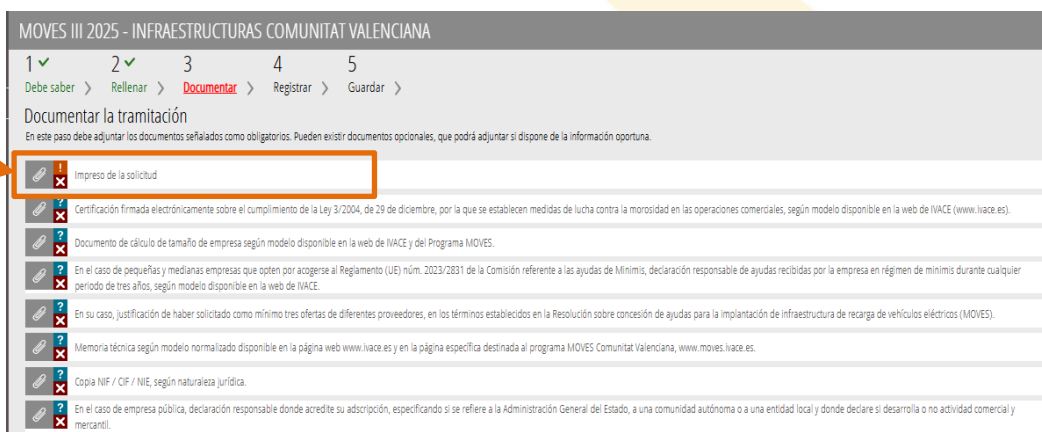 MOVES III 2025 - INFRAESTRUCTURAS COMUNITAT VALENCIANA
1 2 3 4 5
Debe saber Rellenar Documentar Registrar Guardar
Documentar la tramitación
En este paso debe adjuntar los documentos señalados como obligatorios. Pueden existir documentos opcionales, que podrá adjuntar si dispone de la información oportuna.
Impreso de la solicitud
Certificación firmada electrónicamente sobre el cumplimiento de la Ley 3/2004, de 29 de diciembre, por la que se establecen medidas de lucha contra la morosidad en las operaciones comerciales, según modelo disponible en la web de IVACE (www.ivace.es).
Documento de cálculo de tamaño de empresa según modelo disponible en la web de IVACE y del Programa MOVES.
En el caso de pequeñas y medianas empresas que opten por acogerse al Reglamento (UE) núm. 2023/2831 de la Comisión referente a las ayudas de Minimis, declaración responsable de ayudas recibidas por la empresa en régimen de minimis durante cualquier
periodo de tres años, según modelo disponible en la web de IVACE.
En su caso, justificación de haber solicitado como mínimo tres ofertas de diferentes proveedores, en los términos establecidos en la Resolución sobre concesión de ayudas para la implantación de infraestructura de recarga de vehículos eléctricos (MOVES).
Memoria técnica según modelo normalizado disponible en la página web www.ivace.es y en la página específica destinada al programa MOVES Comunitat Valenciana, www.moves.ivace.es.
Copia NIF / CIF / NIE, según naturaleza jurídica.
En el caso de empresa pública, declaración responsable donde acredite su adscripción, especificando si se refiere a la Administración General del Estado, a una comunidad autónoma o a una entidad local y donde declare si desarrolla o no actividad comercial y
mercantil.